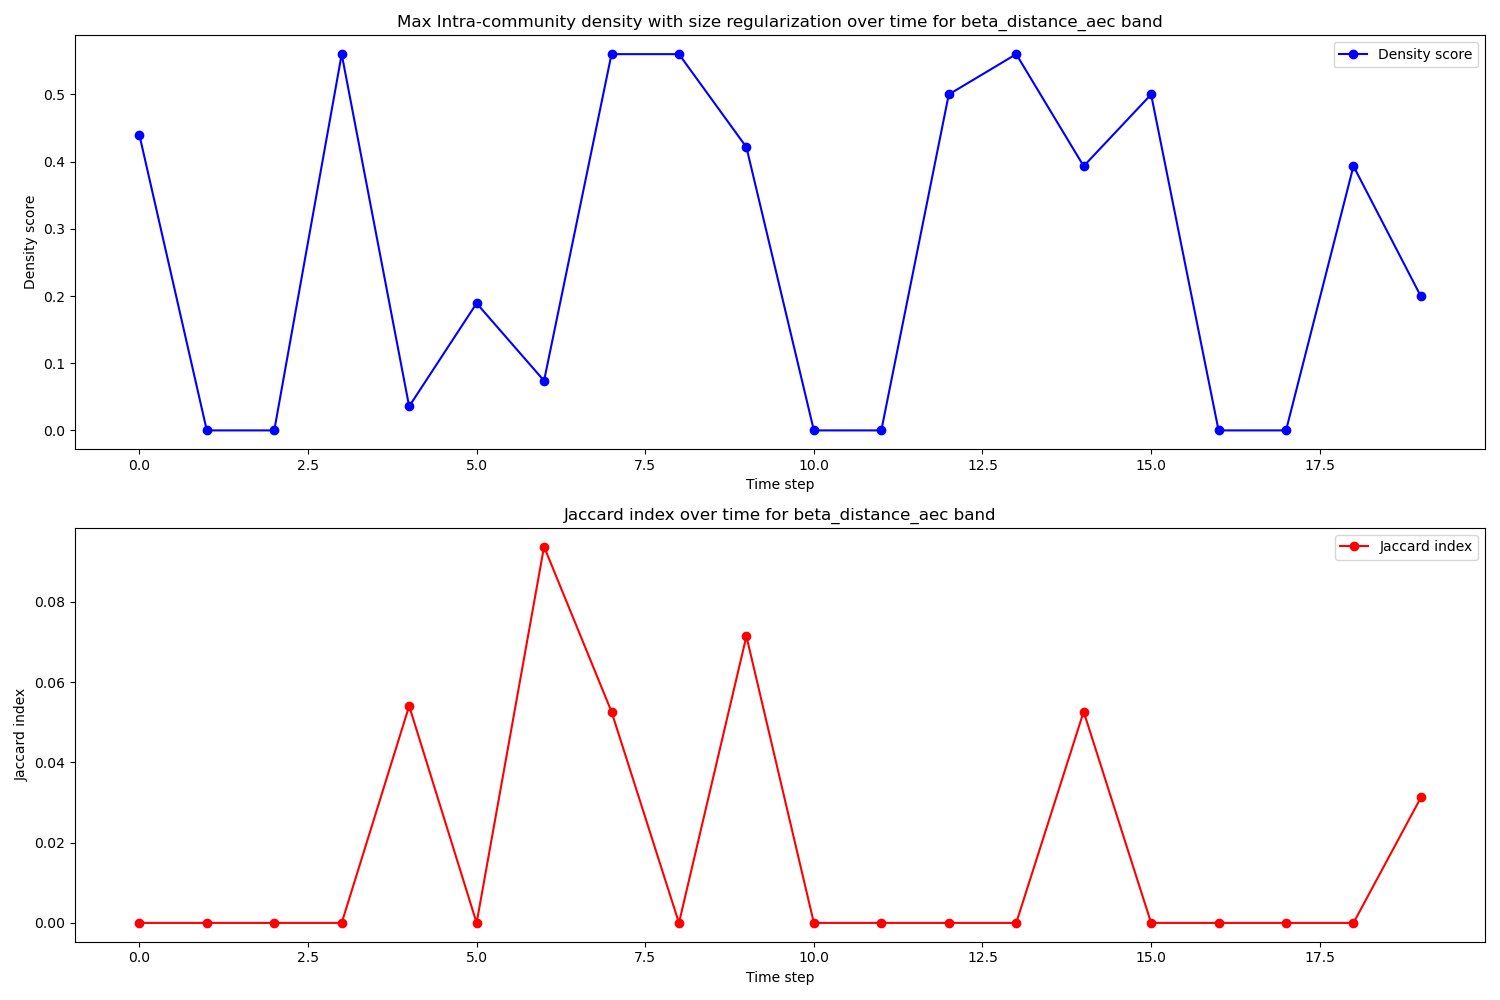 Max Intra-community density with size regularization over time for beta_distance_aec band
Density score
0.5
0.4
0.3
0.2
0.1
0.0
Density score
0.0 2.5 5.0 7.5 10.0 12.5 15.0 17.5
Time step
Jaccard index over time for beta_distance_aec band
Jaccard index
0.08
0.06
0.04
0.02
0.00
Jaccard index
0.0 2.5 5.0 7.5 10.0 12.5 15.0 17.5
Time step